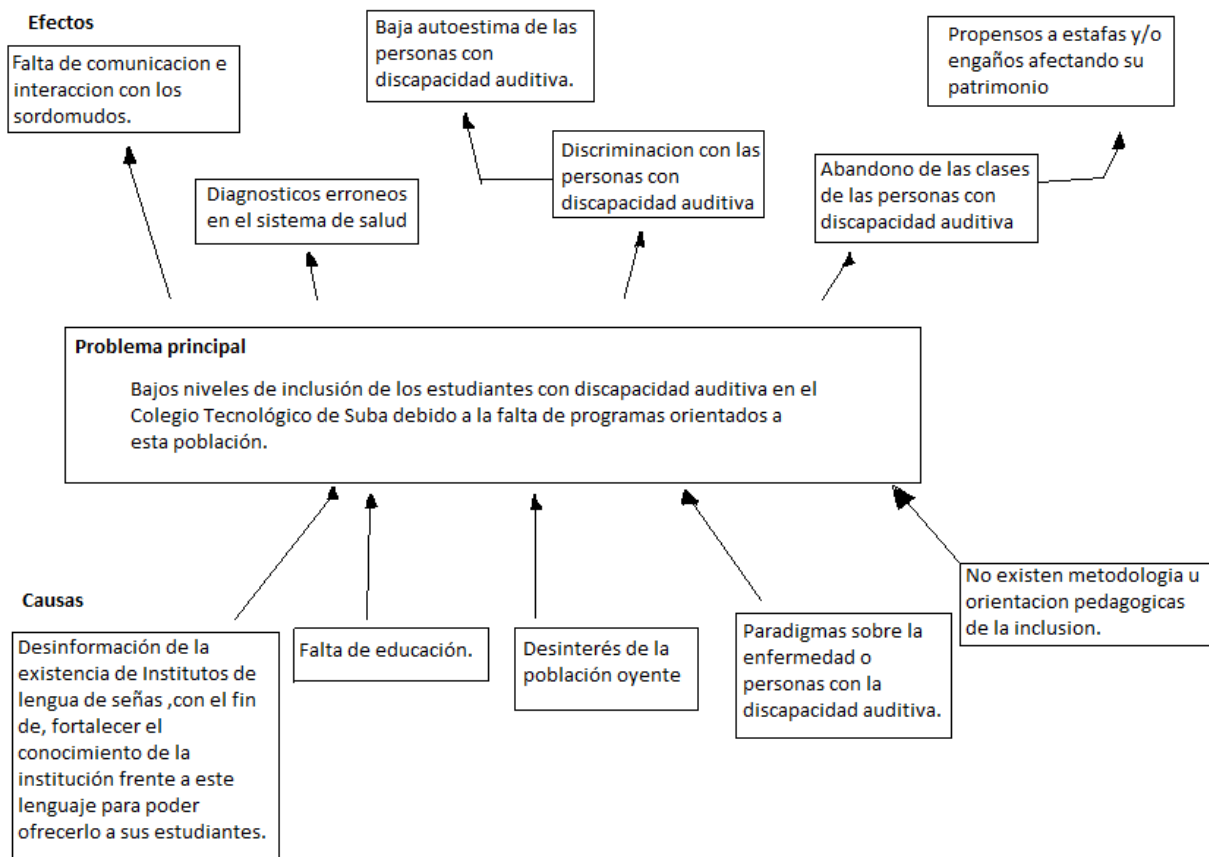 Efectos
Falta de comunicacion e
interaccion con los
sordomudos.
Baja autoestima de las
personas con
discapacidad auditiva.
Propensos a estafas y/o
engaños afectando su
patrimonio
Diagnosticos erroneos
en el sistema de salud
Discriminacion con las
personas con
discapacidad auditiva
Abandono de las clases
de las personas con
discapacidad auditiva
Problema principal
Bajos niveles de inclusión de los estudiantes con discapacidad auditiva en el
Colegio Tecnológico de Suba debido a la falta de programas orientados a
esta población.
Causas
Desinformación de la
existencia de Institutos de
lengua de señas ,con el fin
de, fortalecer el
conocimiento de la
institución frente a este
lenguaje para poder
ofrecerlo a sus estudiantes.
Falta de educación.
Desinterés de la
población oyente
Paradigmas sobre la
enfermedad o
personas con la
discapacidad auditiva.
No existen metodologia u
orientacion pedagogicas
de la inclusion.